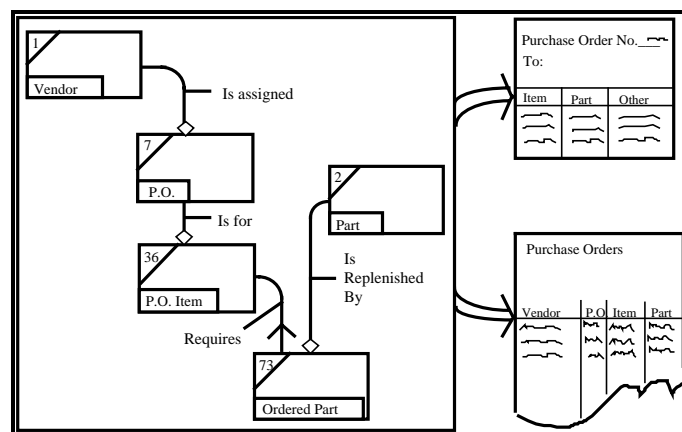 1
Vendor
Is assigned
7
P.O.
Is for
36
P.O. Item
Requires
2
Part
Is
Replenished
By
73
Ordered Part
Purchase Order No.___
To:
Item Part Other
Purchase Orders
Vendor P.O Item Part